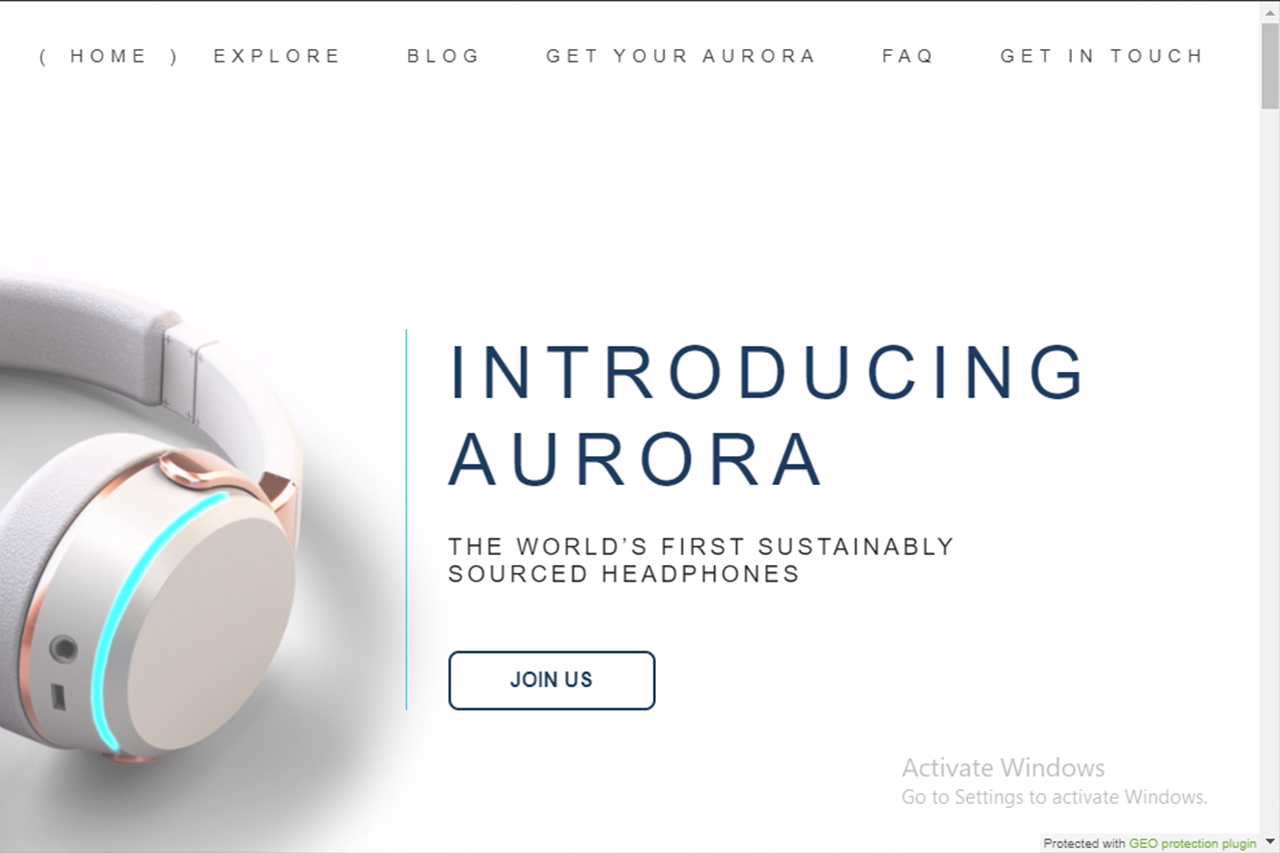 ( HOME ) EXPLORE BLOG GET YOUR AURORA FAQ GET IN TOUCH
INTRODUCING
AURORA
THE WORLD’S FIRST SUSTAINABLY
SOURCED HEADPHONES
JOIN US
Activate Windows
Go to Settings to activate Windows.
Protected with GEO protection plugin